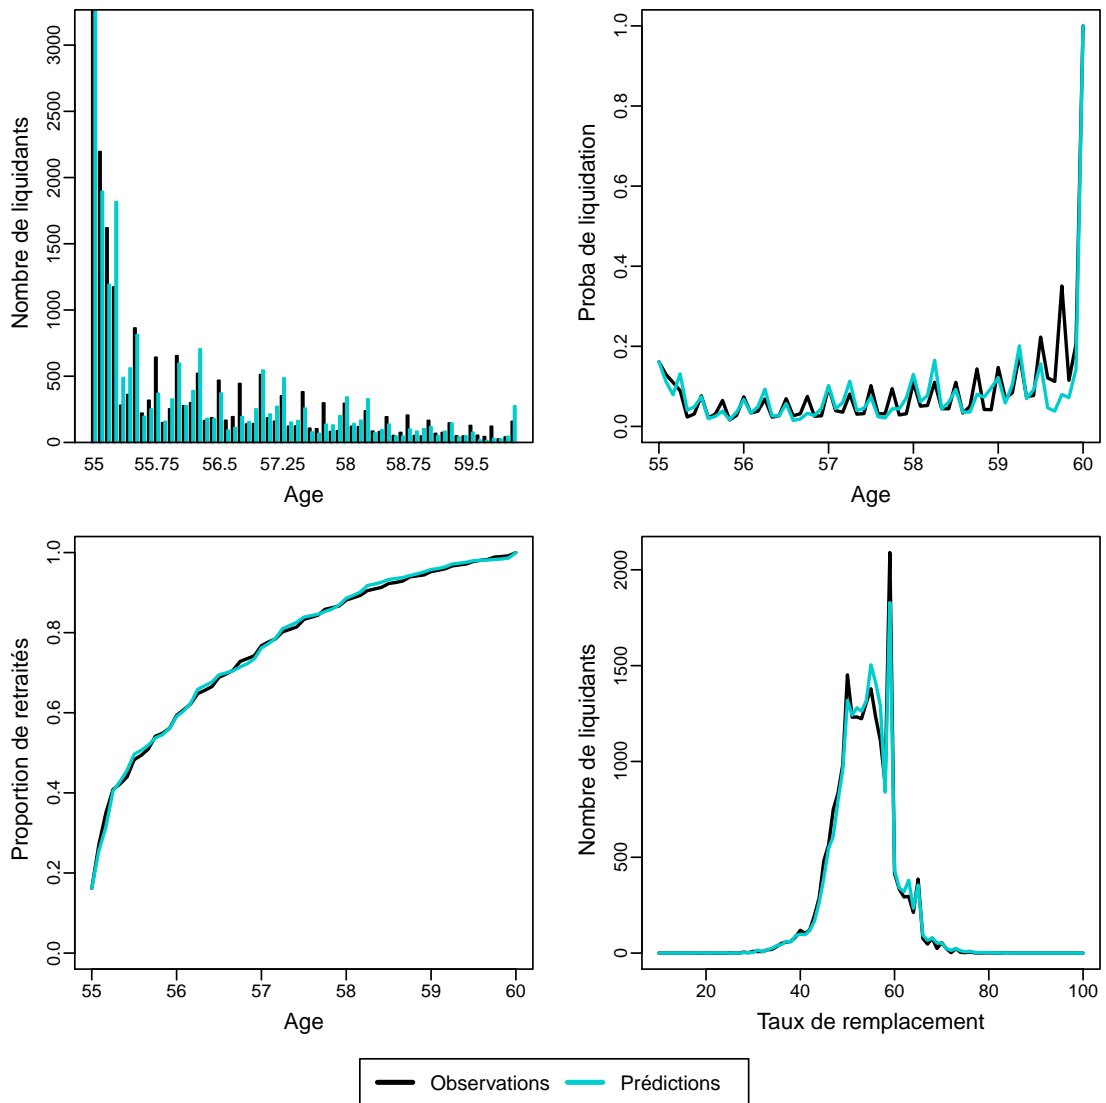 Nombre de liquidants
0 500 1000 1500 2000 2500 3000
55 55.75 56.5 57.25 58 58.75 59.5
Age
Proba de liquidation
0.0 0.2 0.4 0.6 0.8 1.0
55 56 57 58 59 60
Age
Proportion de retraités
0.0 0.2 0.4 0.6 0.8 1.0
55 56 57 58 59 60
Age
Nombre de liquidants
0 500 1000 1500 2000
20 40 60 80 100
Taux de remplacement
Observations Prédictions